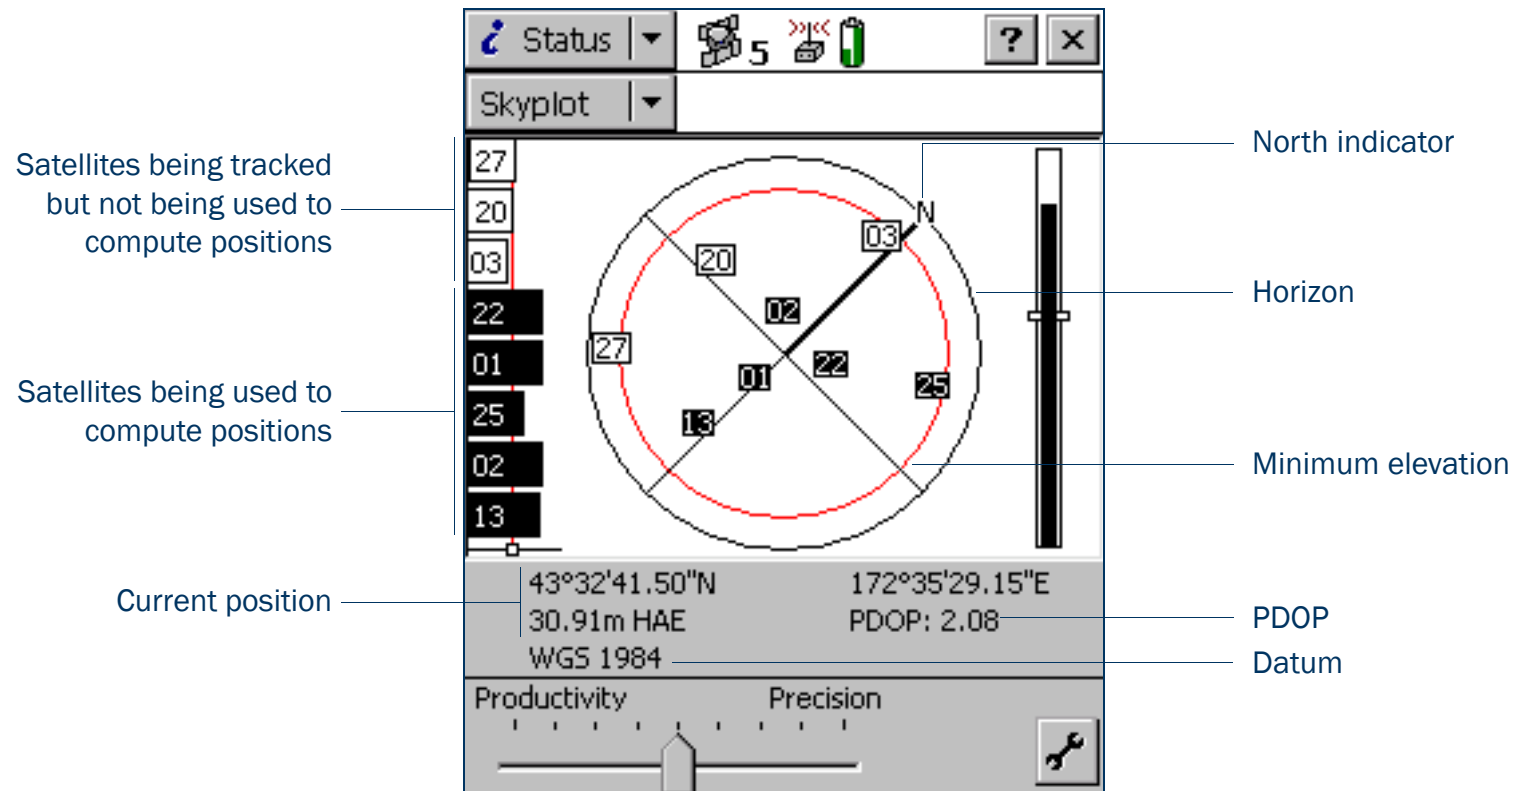 Status
5
?
Skyplot
Satellites being tracked
but not being used to
compute positions
Satellites being used to
compute positions
Current position
27
20
03
22
01
25
02
13
N
03
20
02
27
22
01
25
13
North indicator
Horizon
Minimum elevation
PDOP
Datum
43°32'41.50"N 172°35'29.15"E
30.91m HAE PDOP: 2.08
WGS 1984
Productivity Precision